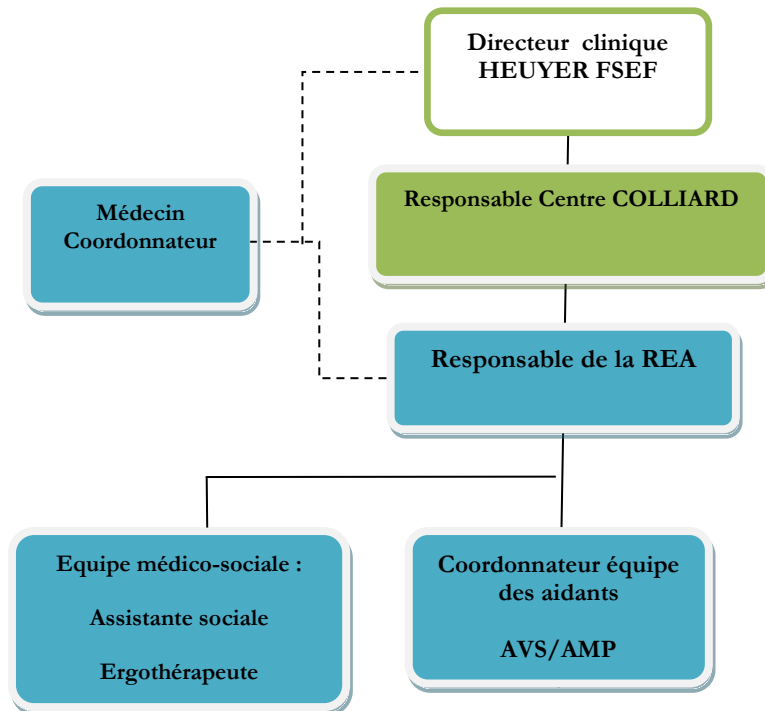 Directeur clinique
HEUYER FSEF
Responsable Centre COLLIARD
Médecin
Coordonnateur
Responsable de la REA
Equipe médico-sociale :
Assistante sociale
Ergothérapeute
Coordonnateur équipe
des aidants
AVS/AMP